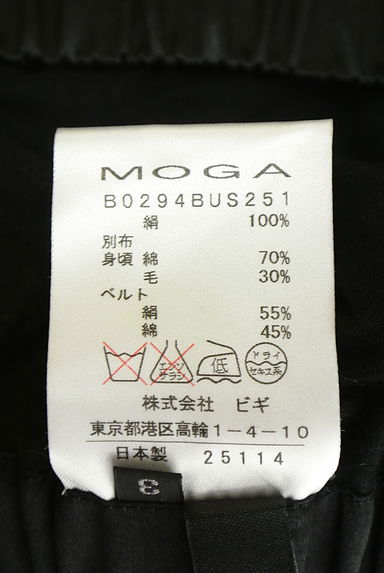 MOGA
B0294BUS251
絹 100%
別布
身頃 綿 70%
毛 30%
ベルト
絹 55%
綿 45%
エンソ
サラシ
低
ドライ
セキユ系
株式会社 ビギ
東京都港区高輪1-4-10
日本製 25114
3